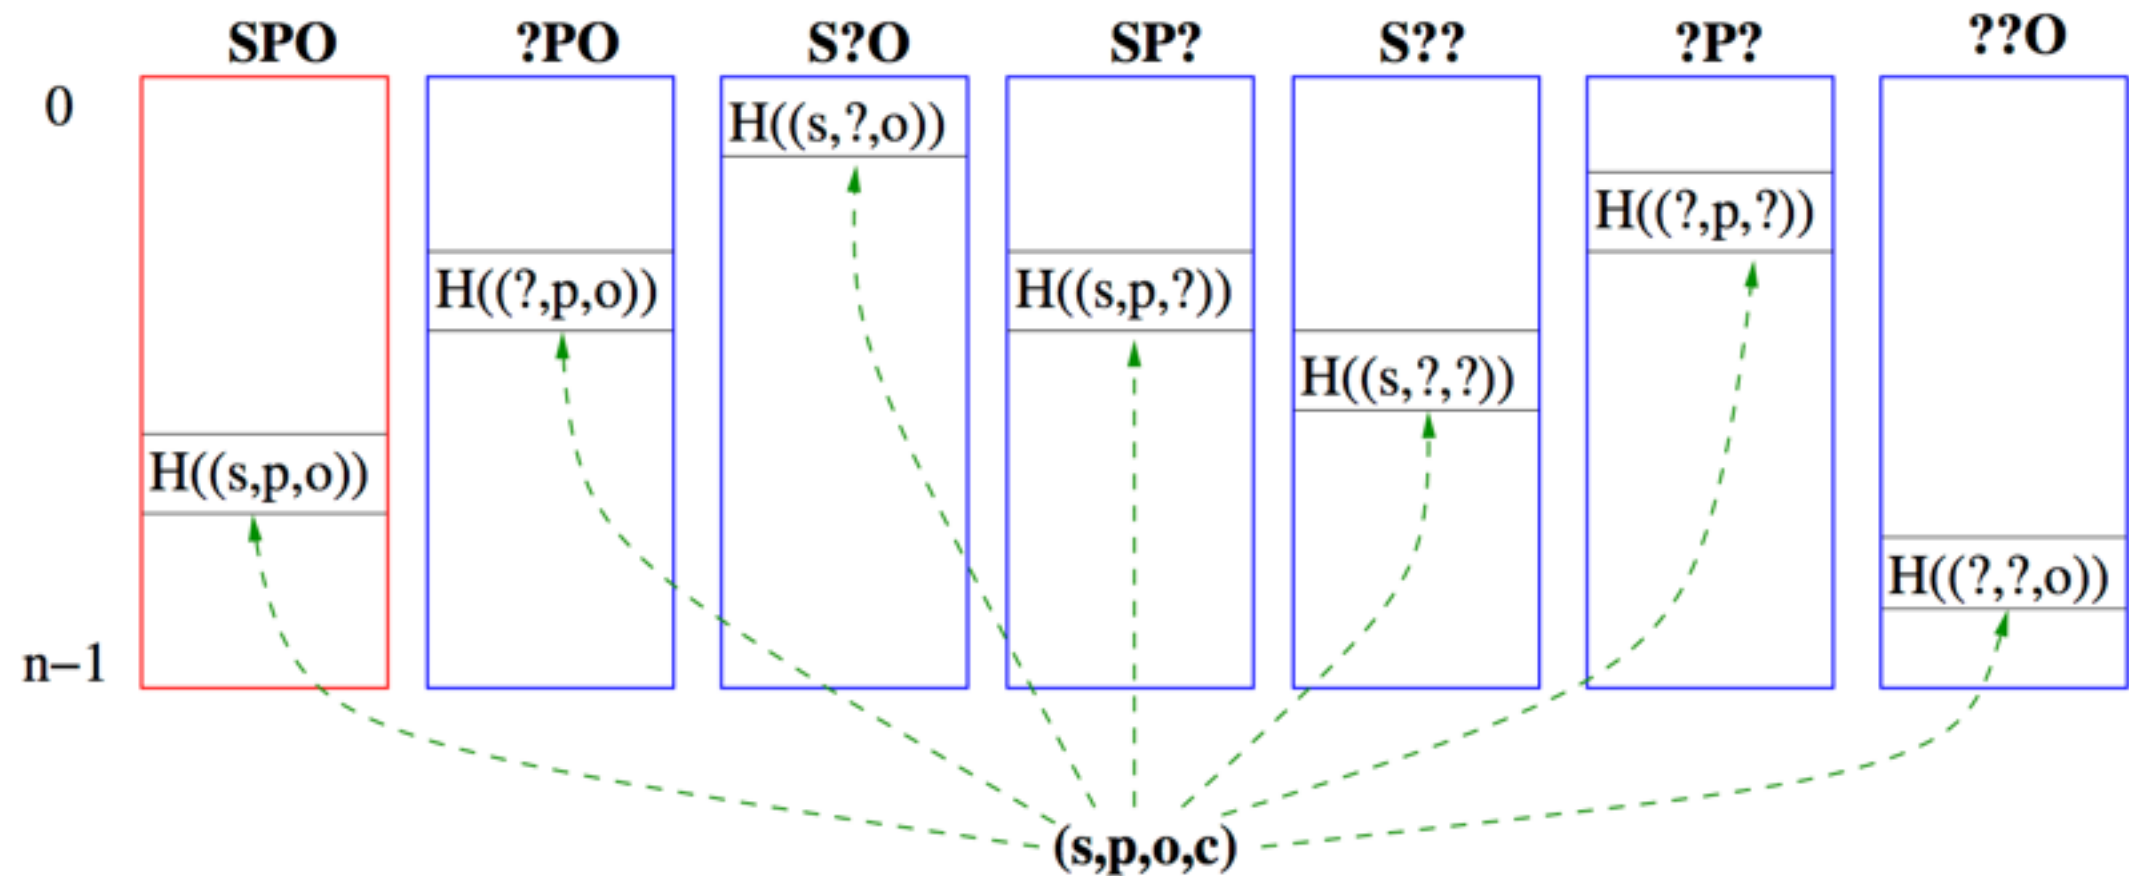 SPO ?PO S?O SP? S?? ?P? ??O
0
H((s,?,o))
H((?,p,?))
H((?,p,o)) H((s,p,?))
H((s,?,?))
H((s,p,o))
H((?,?,o))
n−1
(s,p,o,c)